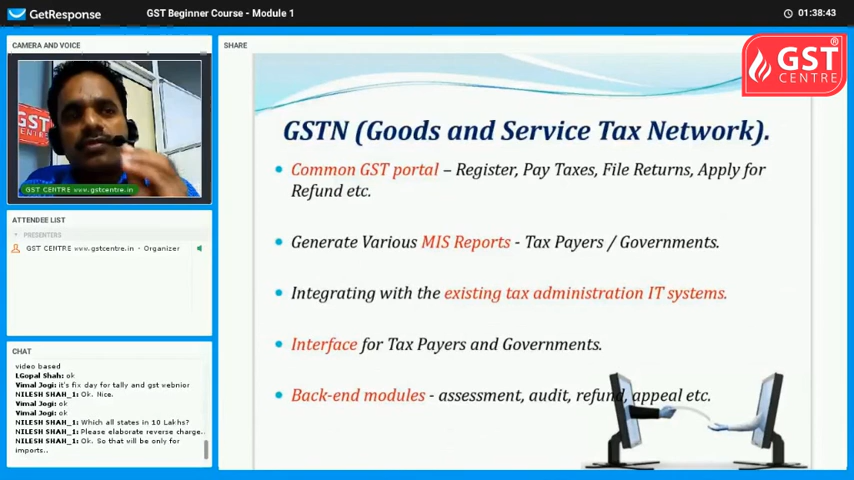 GetResponse
GST Beginner Course - Module 1
01:38:43
CAMERA AND VOICE
GST
CENTRE
GST CENTRE www.gstcentre.in
ATTENDEE LIST
PRESENTERS
GST CENTRE www.gstcentre.in - Organizer
CHAT
video based
LGopal Shah: ok
Vimal Jogi: it's fix day for tally and gst webnior
NILESH SHAH_1: Ok. Nice.
Vimal Jogi: ok
Vimal Jogi: ok
NILESH SHAH_1: Which all states in 10 Lakhs?
NILESH SHAH_1: Please elaborate reverse charge..
NILESH SHAH_1: Ok. So that will be only for
imports..
SHARE
GST
CENTRE
®
GSTN (Goods and Service Tax Network).
• Common GST portal – Register, Pay Taxes, File Returns, Apply for
Refund etc.
• Generate Various MIS Reports - Tax Payers / Governments.
• Integrating with the existing tax administration IT systems.
• Interface for Tax Payers and Governments.
• Back-end modules - assessment, audit, refund, appeal etc.